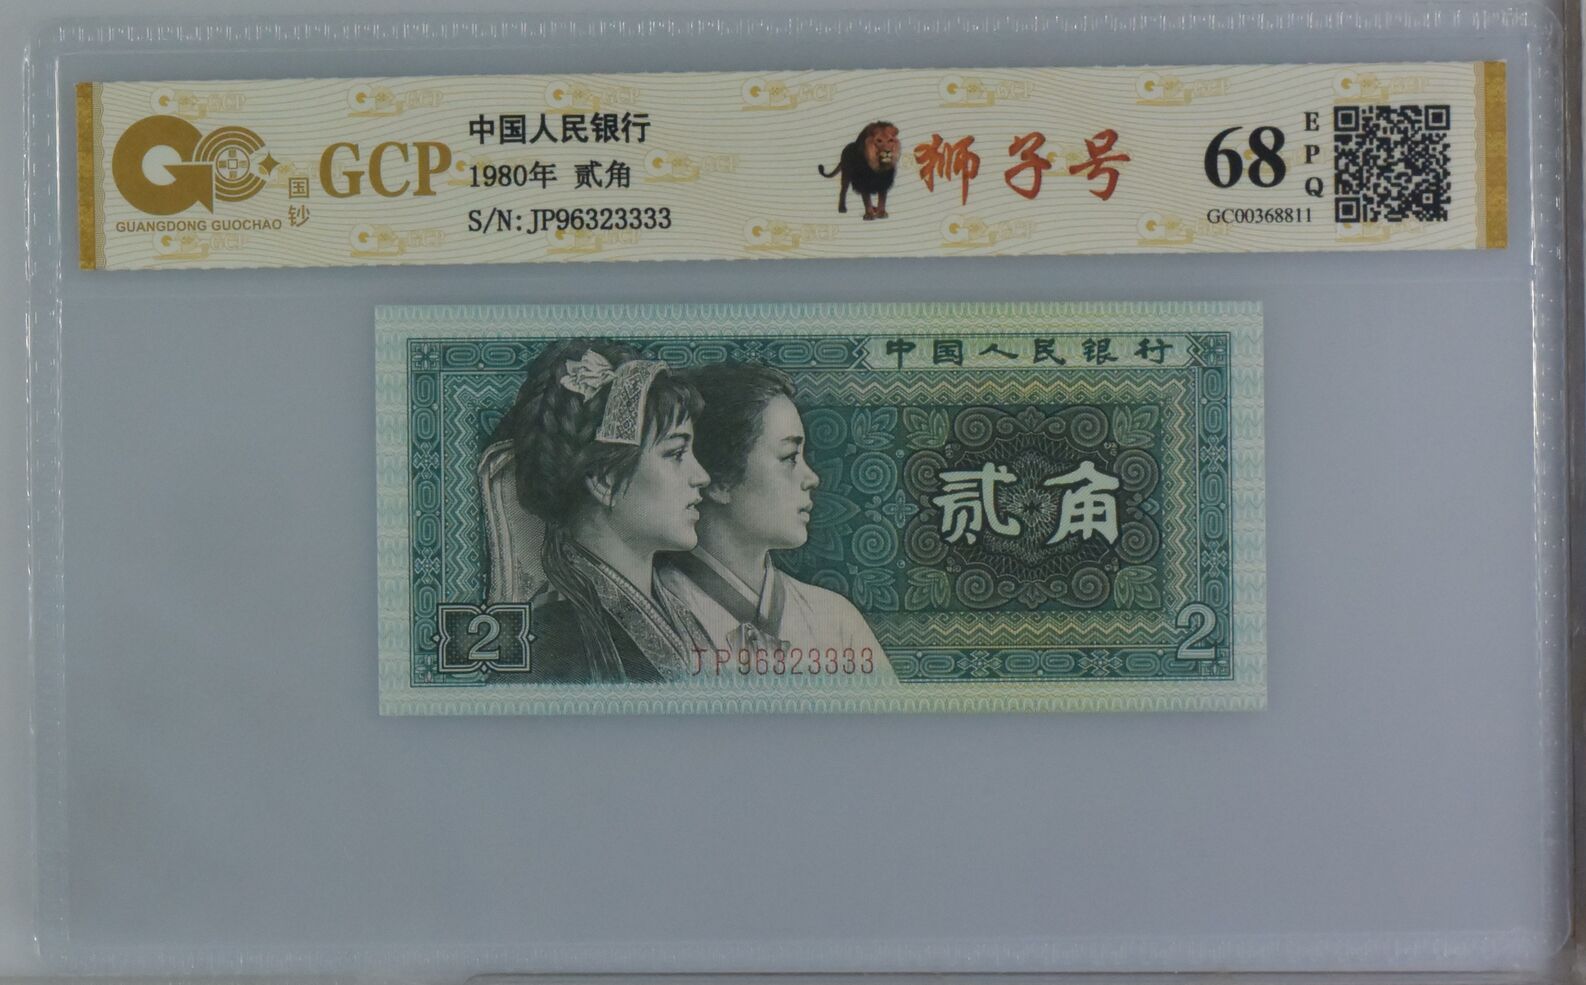 GUANGDONG GUOCHAO
国钞
GCP
中国人民银行
1980年 贰角
S/N:JP96323333
狮子号
68
EPQ
GC00368811
中国人民银行
贰角
2
2
JP96323333